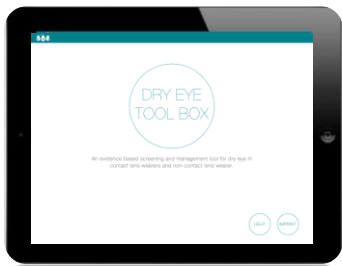 DRY EYE
TOOL BOX
An evidence based screening and management tool for dry eye in
contact lens wearers and non-contact lens wearer.
HELP
IMPRINT